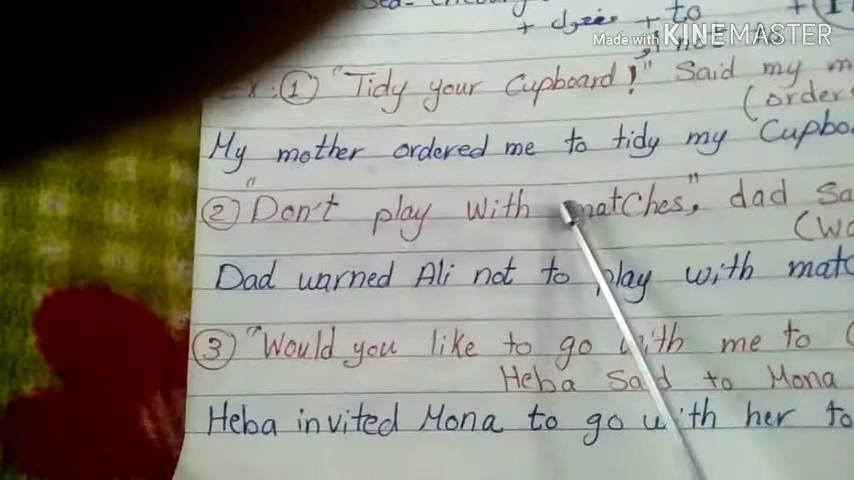 + to +
Made with KINEMASTER
Ex: ① "Tidy your Cupboard!" Said my
(order
My mother ordered me to tidy my
② "Don't play with matches," dad
Dad warned Ali not to play with
③ "Would you like to go with me to
Heba Said to Mona
Heba invited Mona to go with her to